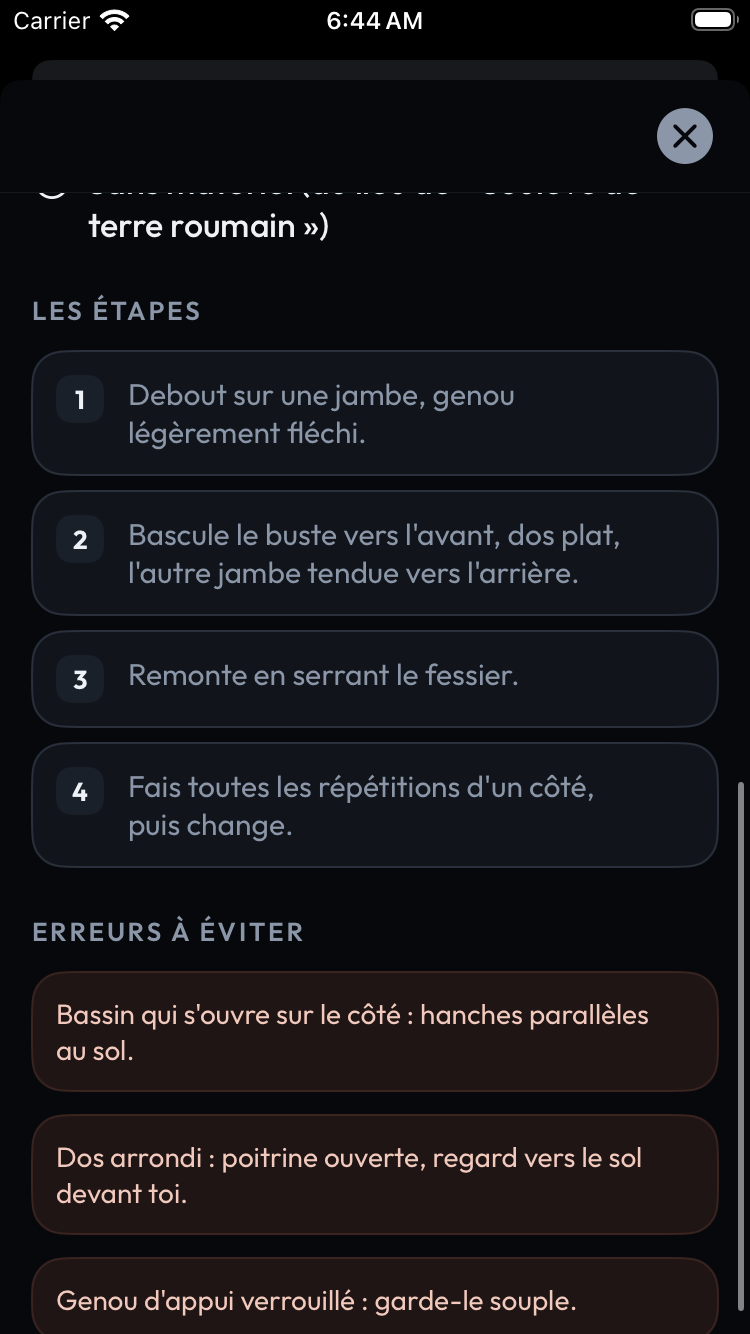 Carrier 6:44 AM
terre roumain »)
LES ÉTAPES
1 Debout sur une jambe, genou
légèrement fléchi.
2 Bascule le buste vers l'avant, dos plat,
l'autre jambe tendue vers l'arrière.
3 Remonte en serrant le fessier.
4 Fais toutes les répétitions d'un côté,
puis change.
ERREURS À ÉVITER
Bassin qui s'ouvre sur le côté : hanches parallèles
au sol.
Dos arrondi : poitrine ouverte, regard vers le sol
devant toi.
Genou d'appui verrouillé : garde-le souple.